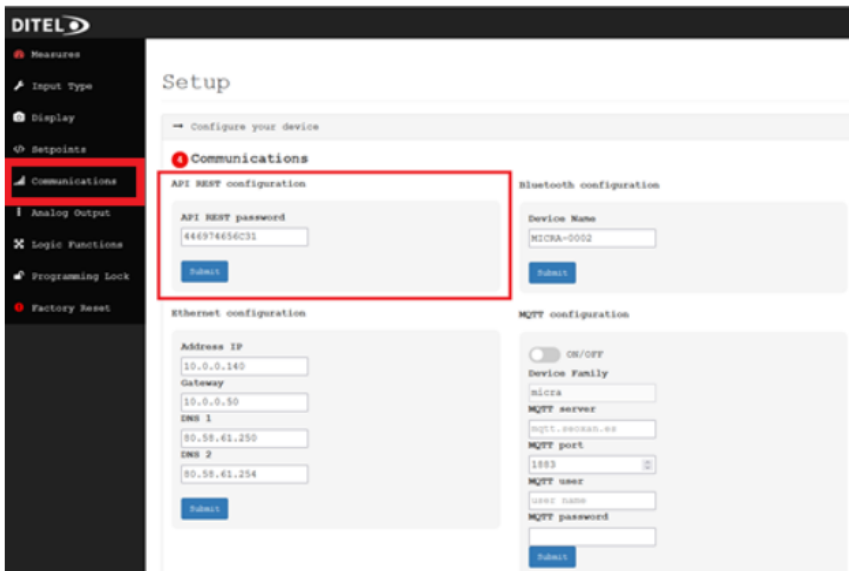 DITEL
Measures
Input Type
Display
Setpoints
Communications
Analog Output
Logic Functions
Programming Lock
Factory Reset
Setup
→ Configure your device
4 Communications
API REST configuration
API REST password
446974656C31
Submit
Ethernet configuration
Address IP
10.0.0.140
Gateway
10.0.0.50
DNS 1
80.58.61.250
DNS 2
80.58.61.254
Submit
Bluetooth configuration
Device Name
MICRA-0002
Submit
MQTT configuration
ON/OFF
Device Family
micra
MQTT server
MQTT port
1883
MQTT user
user name
MQTT password
Submit